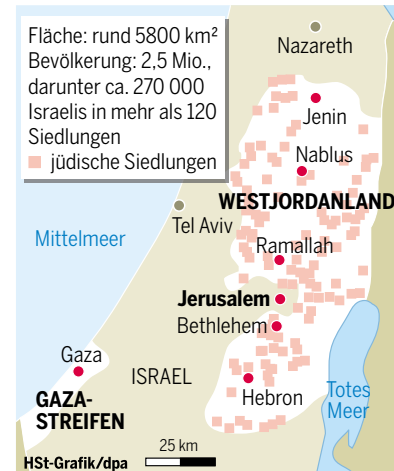 Fläche: rund 5800 km²
Bevölkerung: 2,5 Mio.,
darunter ca. 270 000
Israelis in mehr als 120
Siedlungen
jüdische Siedlungen
Nazareth
Jenin
Nablus
WESTJORDANLAND
Tel Aviv
Mittelmeer
Ramallah
Jerusalem
Bethlehem
Gaza
ISRAEL
GAZA-
STREIFEN
Hebron
Totes
Meer
25 km
HSt-Grafik/dpa